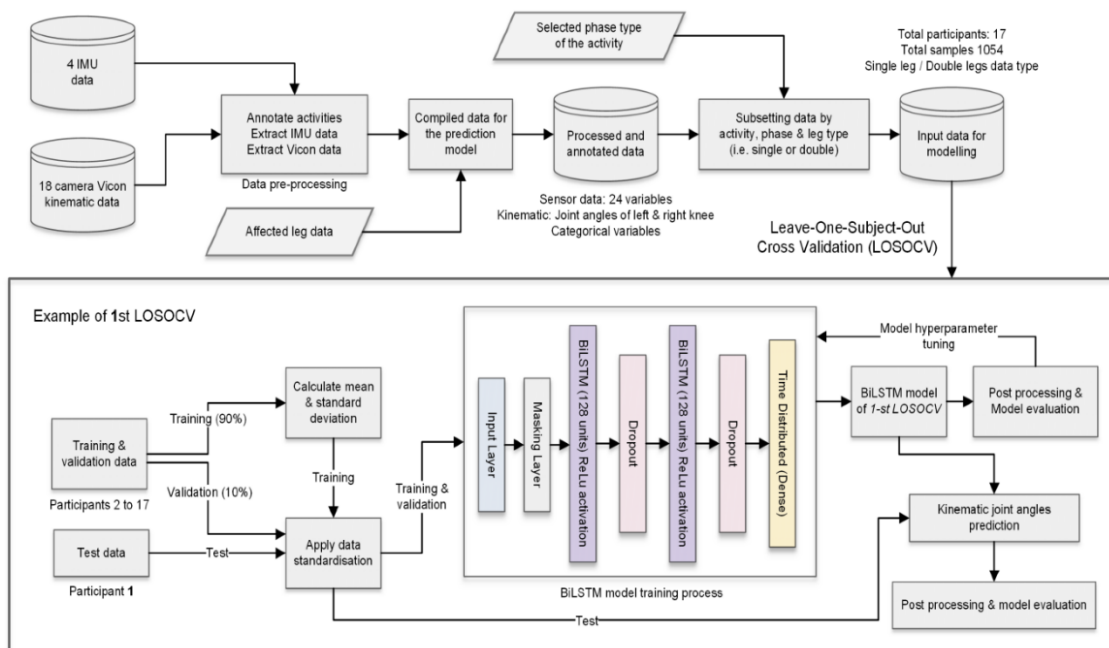 4 IMU
data
18 camera Vicon
kinematic data
Annotate activities
Extract IMU data
Extract Vicon data
Data pre-processing
Affected leg data
Compiled data for
the prediction
model
Selected phase type
of the activity
Processed and
annotated data
Sensor data: 24 variables
Kinematic: Joint angles of left & right knee
Categorical variables
Subsetting data by
activity, phase & leg type
(i.e. single or double)
Total participants: 17
Total samples 1054
Single leg / Double legs data type
Input data for
modelling
Leave-One-Subject-Out
Cross Validation (LOSOCV)
Example of 1st LOSOCV
Training &
validation data
Participants 2 to 17
Training (90%)
Validation (10%)
Calculate mean
& standard
deviation
Training
Test data
Participant 1
Test
Apply data
standardisation
Training &
validation
Input Layer
Masking Layer
BiLSTM (128 units) ReLu activation
Dropout
BiLSTM (128 units) ReLu activation
Dropout
Time Distributed (Dense)
BiLSTM model training process
Model hyperparameter
tuning
BiLSTM model
of 1-st LOSOCV
Post processing &
Model evaluation
Kinematic joint angles
prediction
Test
Post processing & model evaluation